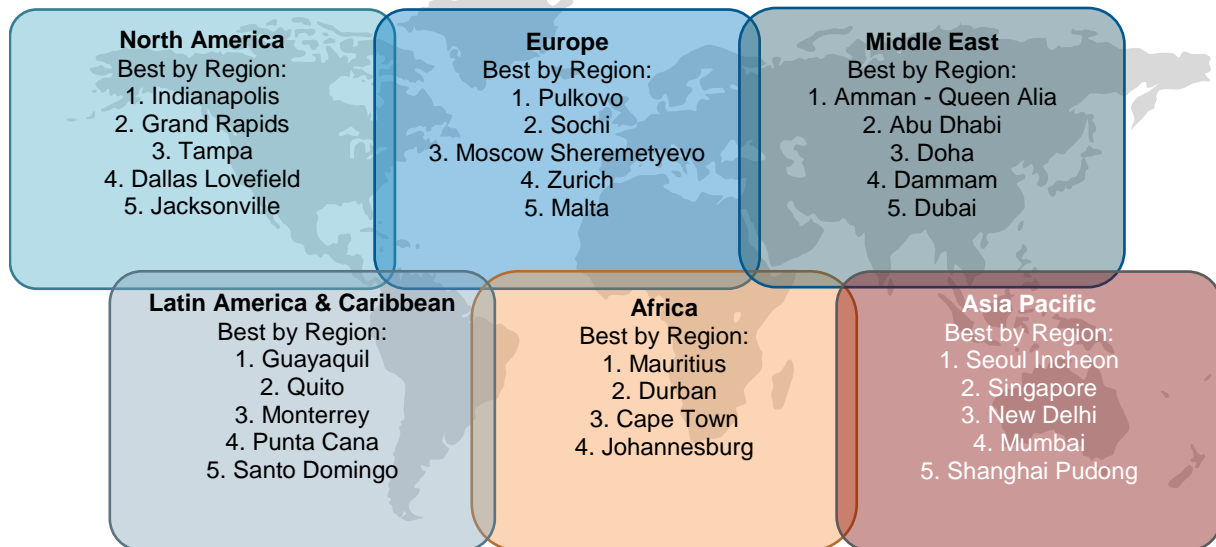 North America
Best by Region:
1. Indianapolis
2. Grand Rapids
3. Tampa
4. Dallas Lovefield
5. Jacksonville
Europe
Best by Region:
1. Pulkovo
2. Sochi
3. Moscow Sheremetyevo
4. Zurich
5. Malta
Middle East
Best by Region:
1. Amman - Queen Alia
2. Abu Dhabi
3. Doha
4. Dammam
5. Dubai
Latin America & Caribbean
Best by Region:
1. Guayaquil
2. Quito
3. Monterrey
4. Punta Cana
5. Santo Domingo
Africa
Best by Region:
1. Mauritius
2. Durban
3. Cape Town
4. Johannesburg
Asia Pacific
Best by Region:
1. Seoul Incheon
2. Singapore
3. New Delhi
4. Mumbai
5. Shanghai Pudong